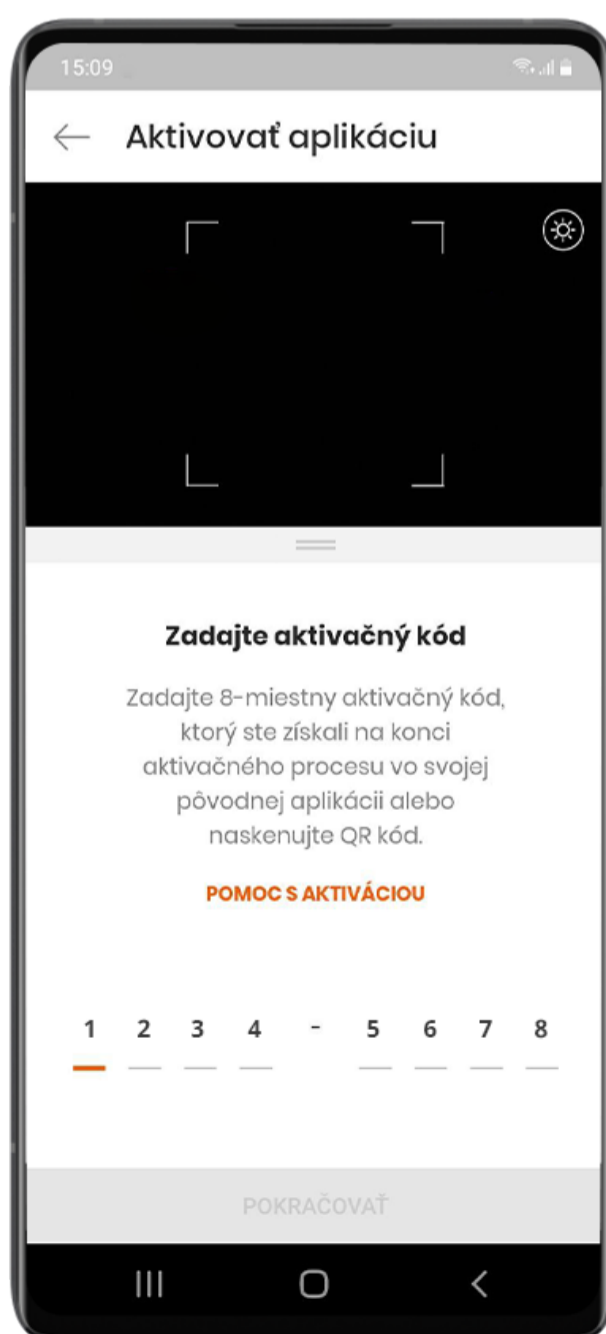 15:09
Aktivovať aplikáciu
Zadajte aktivačný kód
Zadajte 8-miestny aktivačný kód,
ktorý ste získali na konci
aktivačného procesu vo svojej
pôvodnej aplikácii alebo
naskenujte QR kód.
POMOC S AKTIVÁCIOU
1 2 3 4 - 5 6 7 8
POKRAČOVAŤ